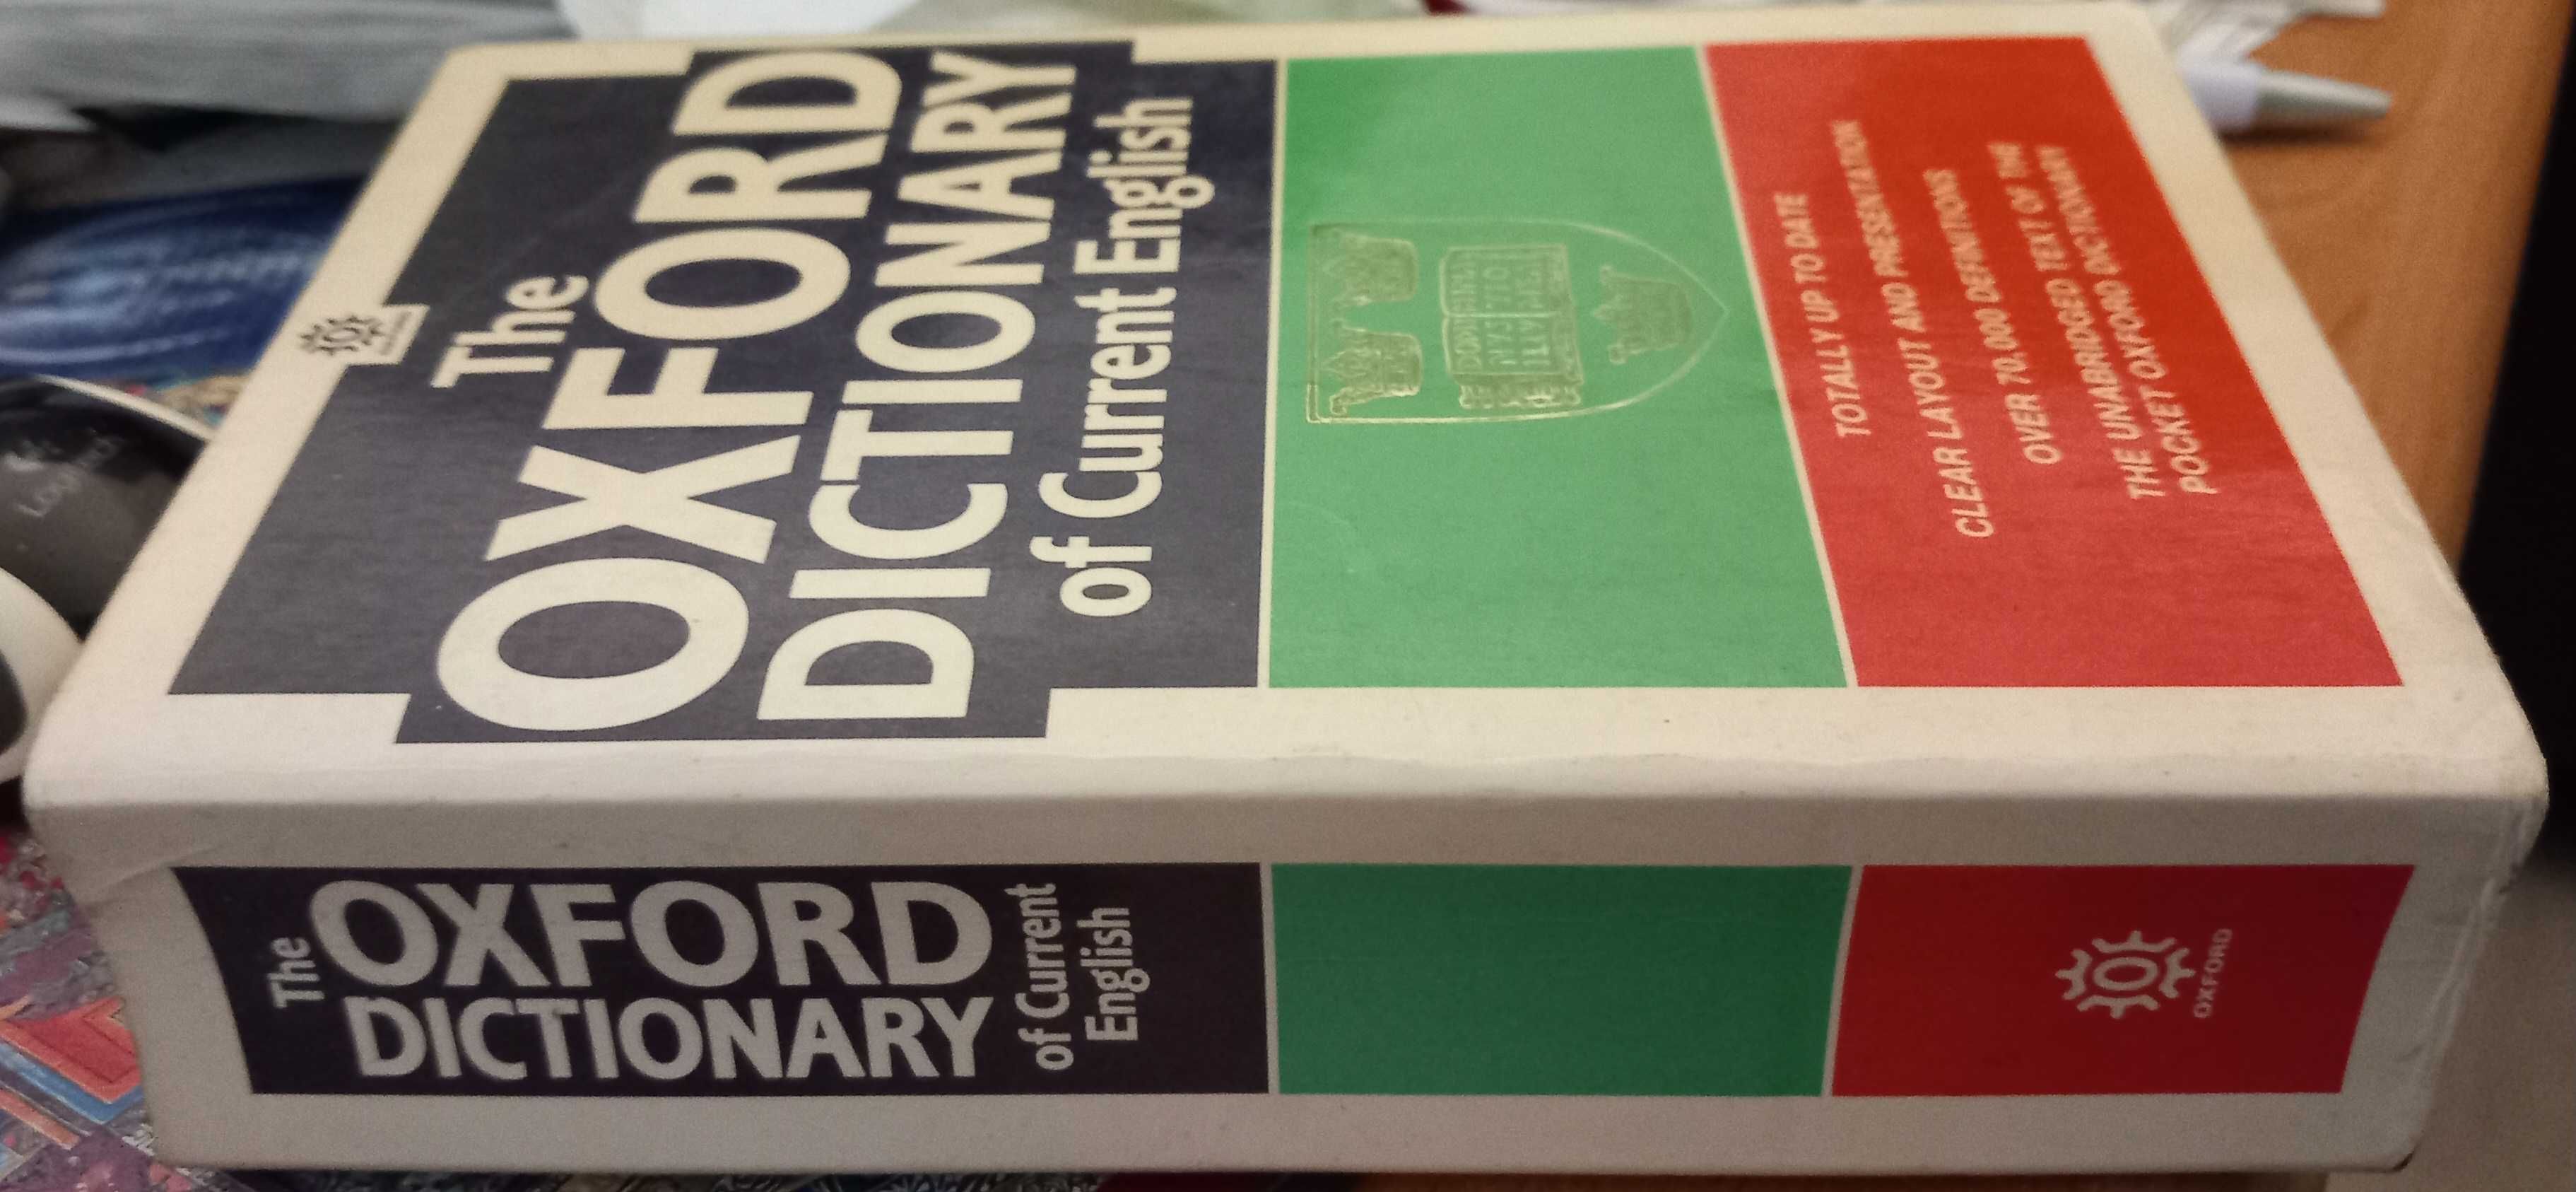 The
OXFORD
DICTIONARY
of Current English
TOTALLY UP TO DATE
CLEAR LAYOUT AND PRESENTATION
OVER 70,000 DEFINITIONS
THE UNABRIDGED TEXT OF THE
POCKET OXFORD DICTIONARY
The
OXFORD
DICTIONARY
of Current
English
OXFORD
Logitech